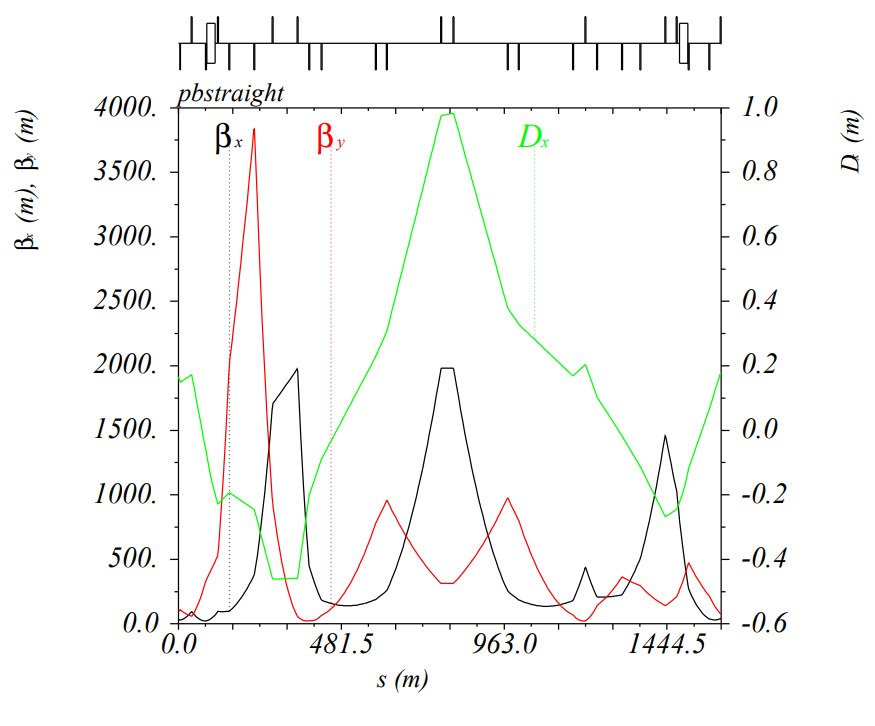 pbstraight
βx (m), βy (m)
Dx (m)
βx βy Dx
4000. 1.0
3500. 0.8
3000. 0.6
2500. 0.4
2000. 0.2
1500. 0.0
1000. -0.2
500. -0.4
0.0 -0.6
0.0 481.5 963.0 1444.5
s (m)